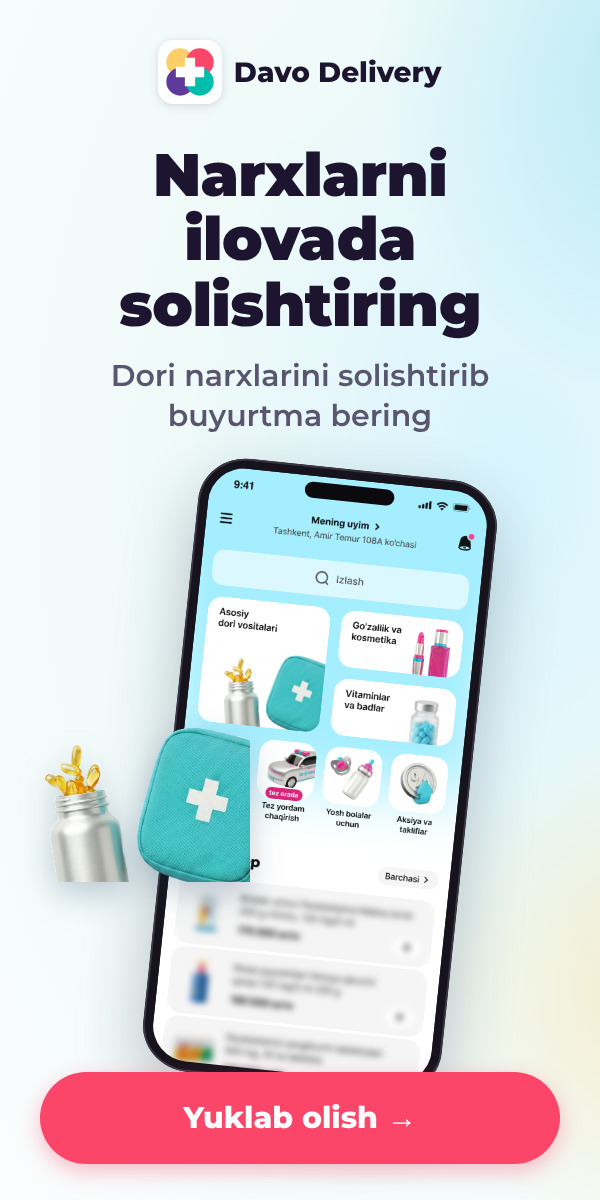 Davo Delivery
Narxlarni
ilovada
solishtiring
Dori narxlarini solishtirib
buyurtma bering
9:41
Mening uyim >
Tashkent, Amir Temur 108A ko'chasi
Izlash
Asosiy
dori vositalari
Go'zallik va
kosmetika
Vitaminlar
va badlar
tez orada
Tez yordam
chaqirish
Yosh bolalar
uchun
Aksiya va
takliflar
Barchasi >
Yuklab olish →